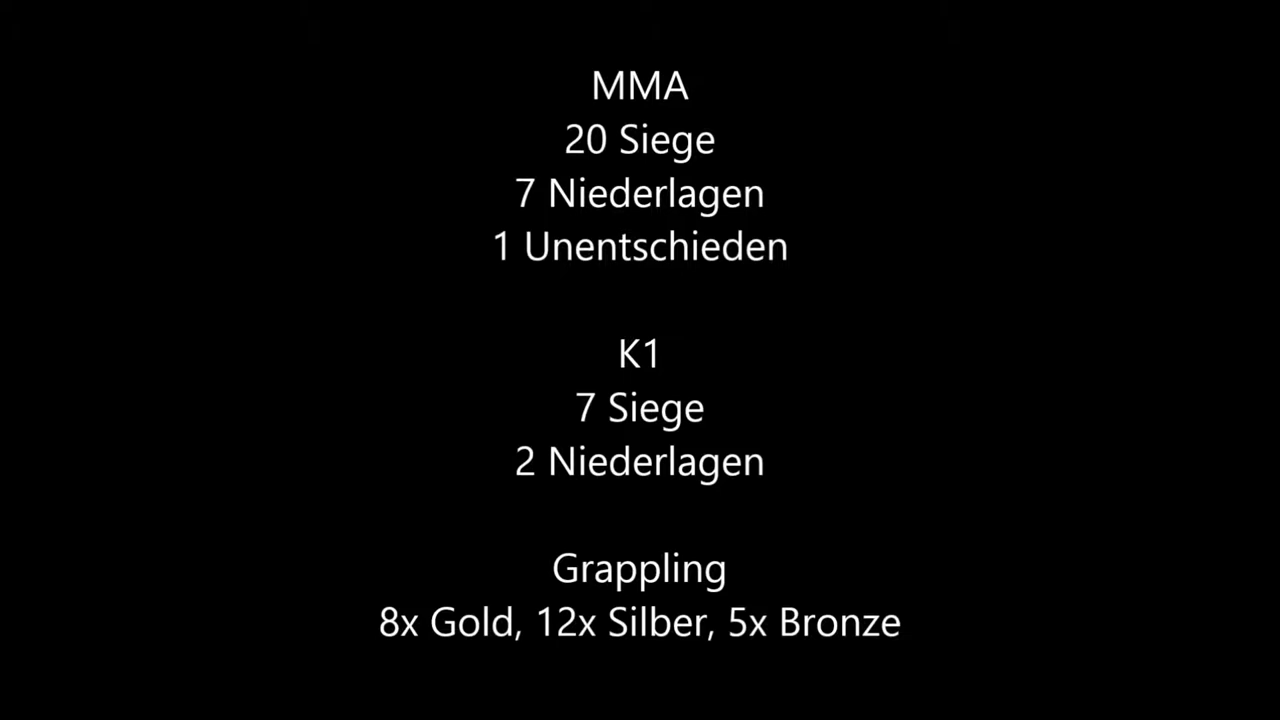 MMA
20 Siege
7 Niederlagen
1 Unentschieden
K1
7 Siege
2 Niederlagen
Grappling
8x Gold, 12x Silber, 5x Bronze